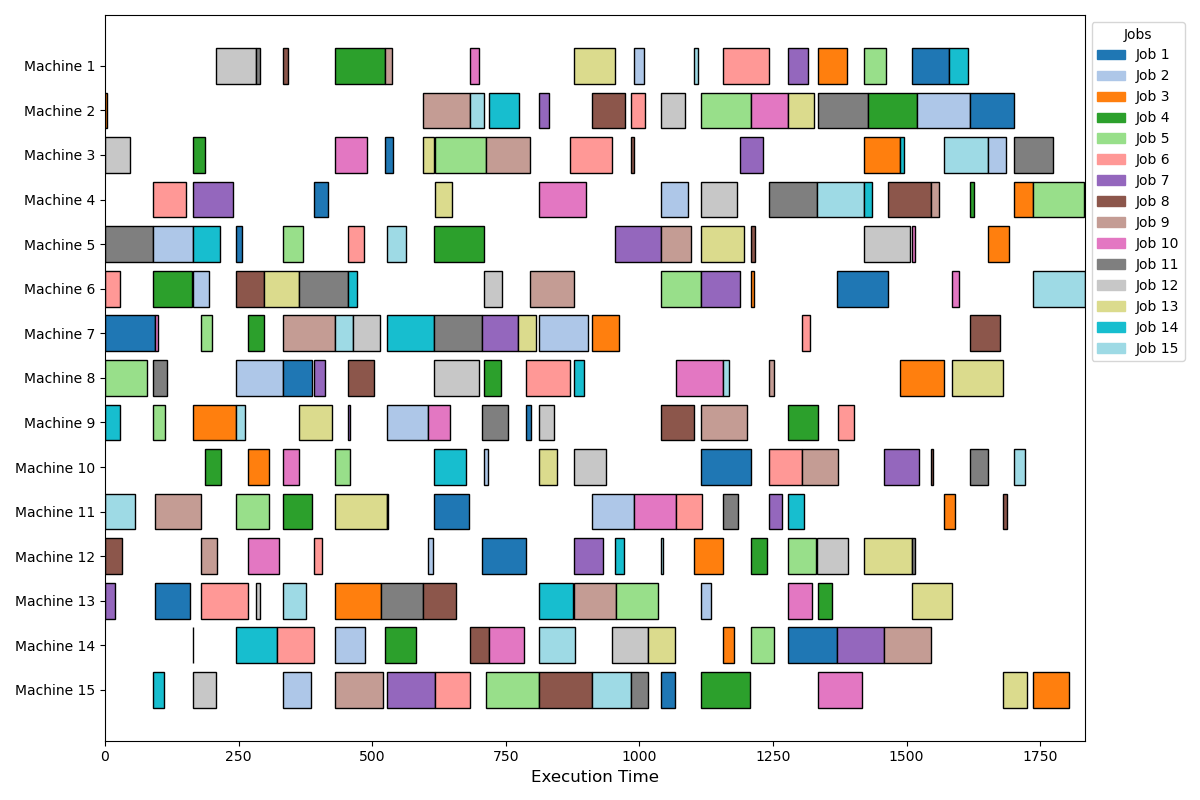 Machine 1
Machine 2
Machine 3
Machine 4
Machine 5
Machine 6
Machine 7
Machine 8
Machine 9
Machine 10
Machine 11
Machine 12
Machine 13
Machine 14
Machine 15
0 250 500 750 1000 1250 1500 1750
Execution Time
Jobs
Job 1
Job 2
Job 3
Job 4
Job 5
Job 6
Job 7
Job 8
Job 9
Job 10
Job 11
Job 12
Job 13
Job 14
Job 15